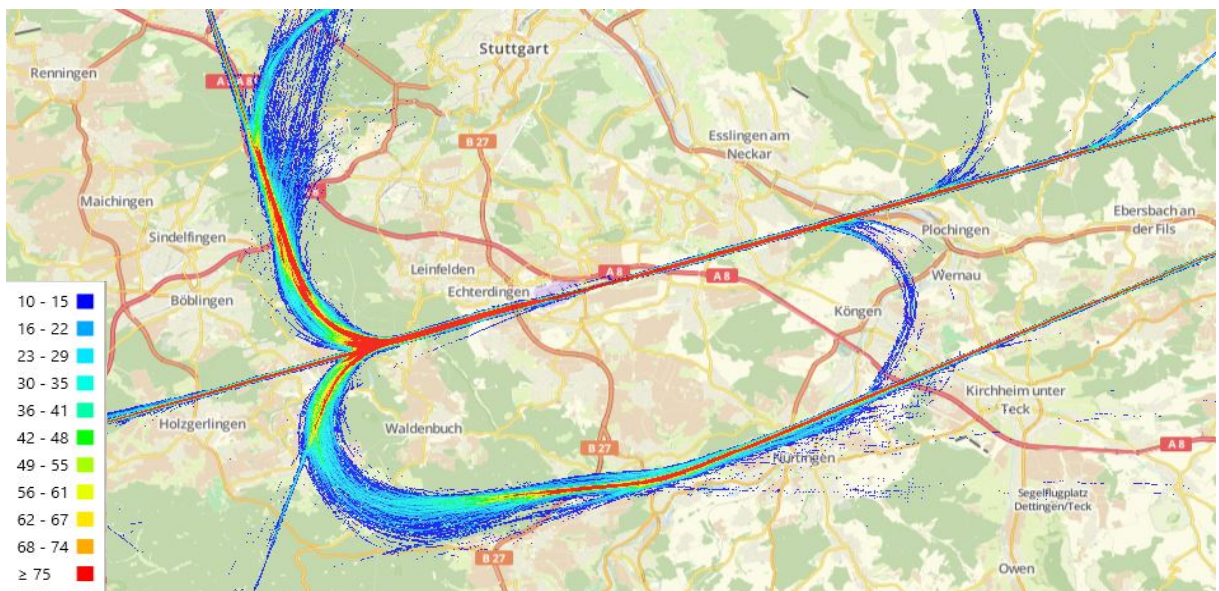 Stuttgart
Renningen
A
A 8
B 27
Esslingen am
Neckar
Maichingen
Sindelfingen
Böblingen
Leinfelden
Echterdingen
A 8
A 8
Plochingen
Ebersbach an
der Fils
Wernau
Köngen
Holzgerlingen
Waldenbuch
Kirchheim unter
Teck
B 27
Nürtingen
A 8
Segelflugplatz
Dettingen/Teck
B 27
Owen
10 - 15
16 - 22
23 - 29
30 - 35
36 - 41
42 - 48
49 - 55
56 - 61
62 - 67
68 - 74
≥ 75